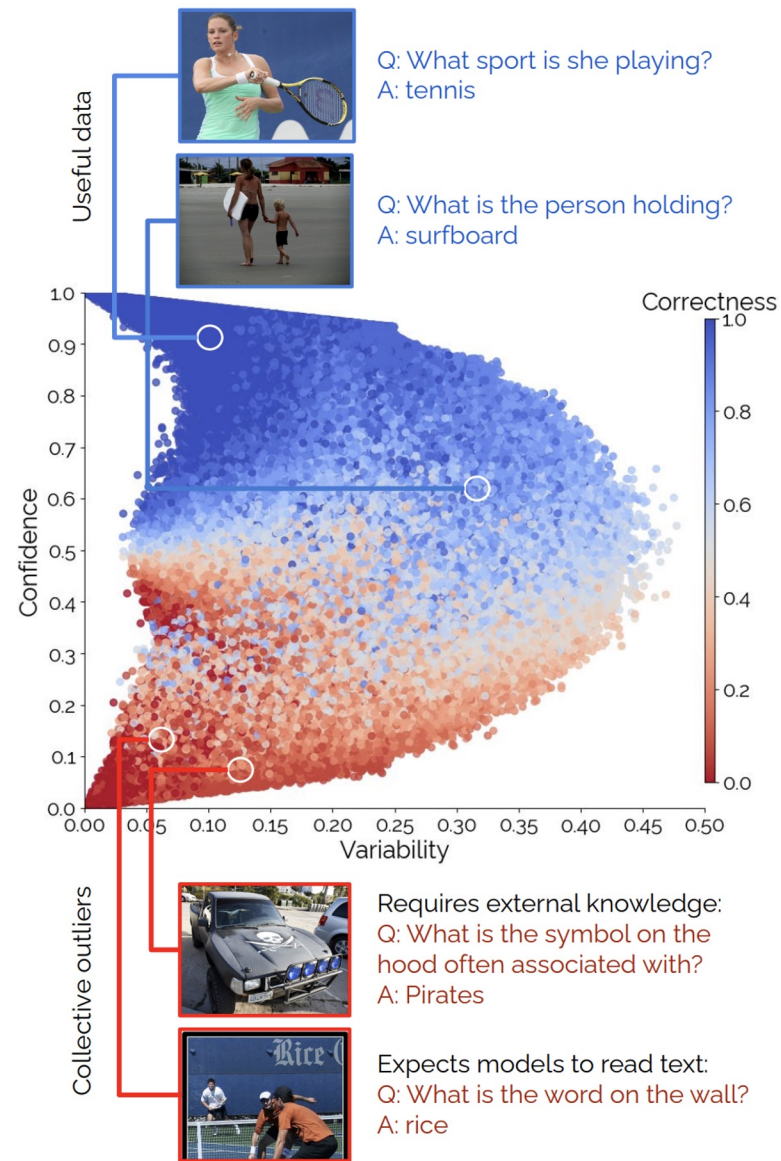 Useful data
Q: What sport is she playing?
A: tennis
Q: What is the person holding?
A: surfboard
Correctness
1.0
0.8
0.6
0.4
0.2
0.0
Confidence
1.0
0.9
0.8
0.7
0.6
0.5
0.4
0.3
0.2
0.1
0.0
0.00 0.05 0.10 0.15 0.20 0.25 0.30 0.35 0.40 0.45 0.50
Variability
Collective outliers
Requires external knowledge:
Q: What is the symbol on the
hood often associated with?
A: Pirates
Rice
Expects models to read text:
Q: What is the word on the wall?
A: rice